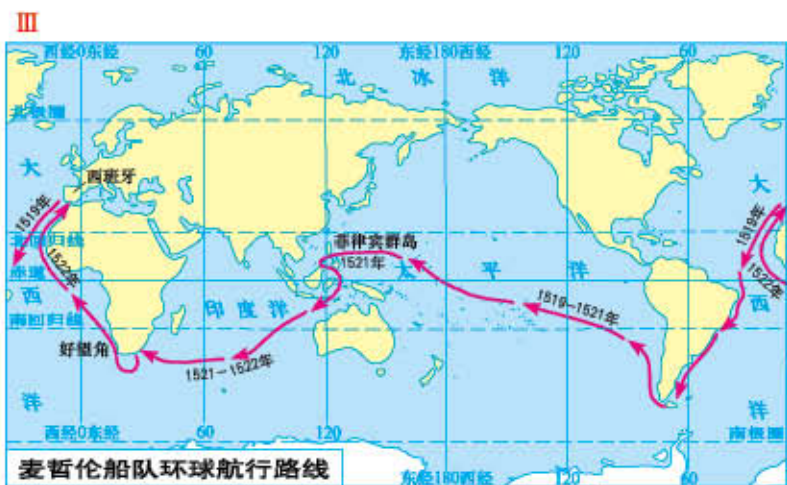 III
西经0东经 60 120 东经180西经 120 60
北冰洋
北极圈
大
西班牙
大
1519年
1519年
北回归线
菲律宾群岛
1522年
1521年
太平洋
赤道
1522年
西
印度洋
1519-1521年
西
南回归线
好望角
1521-1522年
洋
洋
西经0东经 60 120
南极圈
麦哲伦船队环球航行路线
东经180西经 120 60